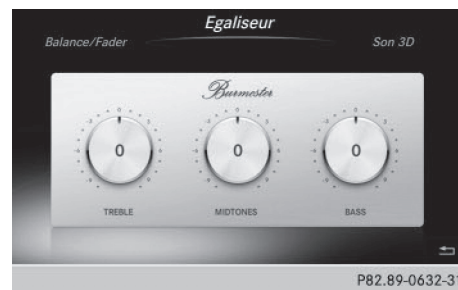 Egaliseur
Balance/Fader Son 3D
Burmester
0 0 0
TREBLE MIDTONES BASS
P82.89-0632-31